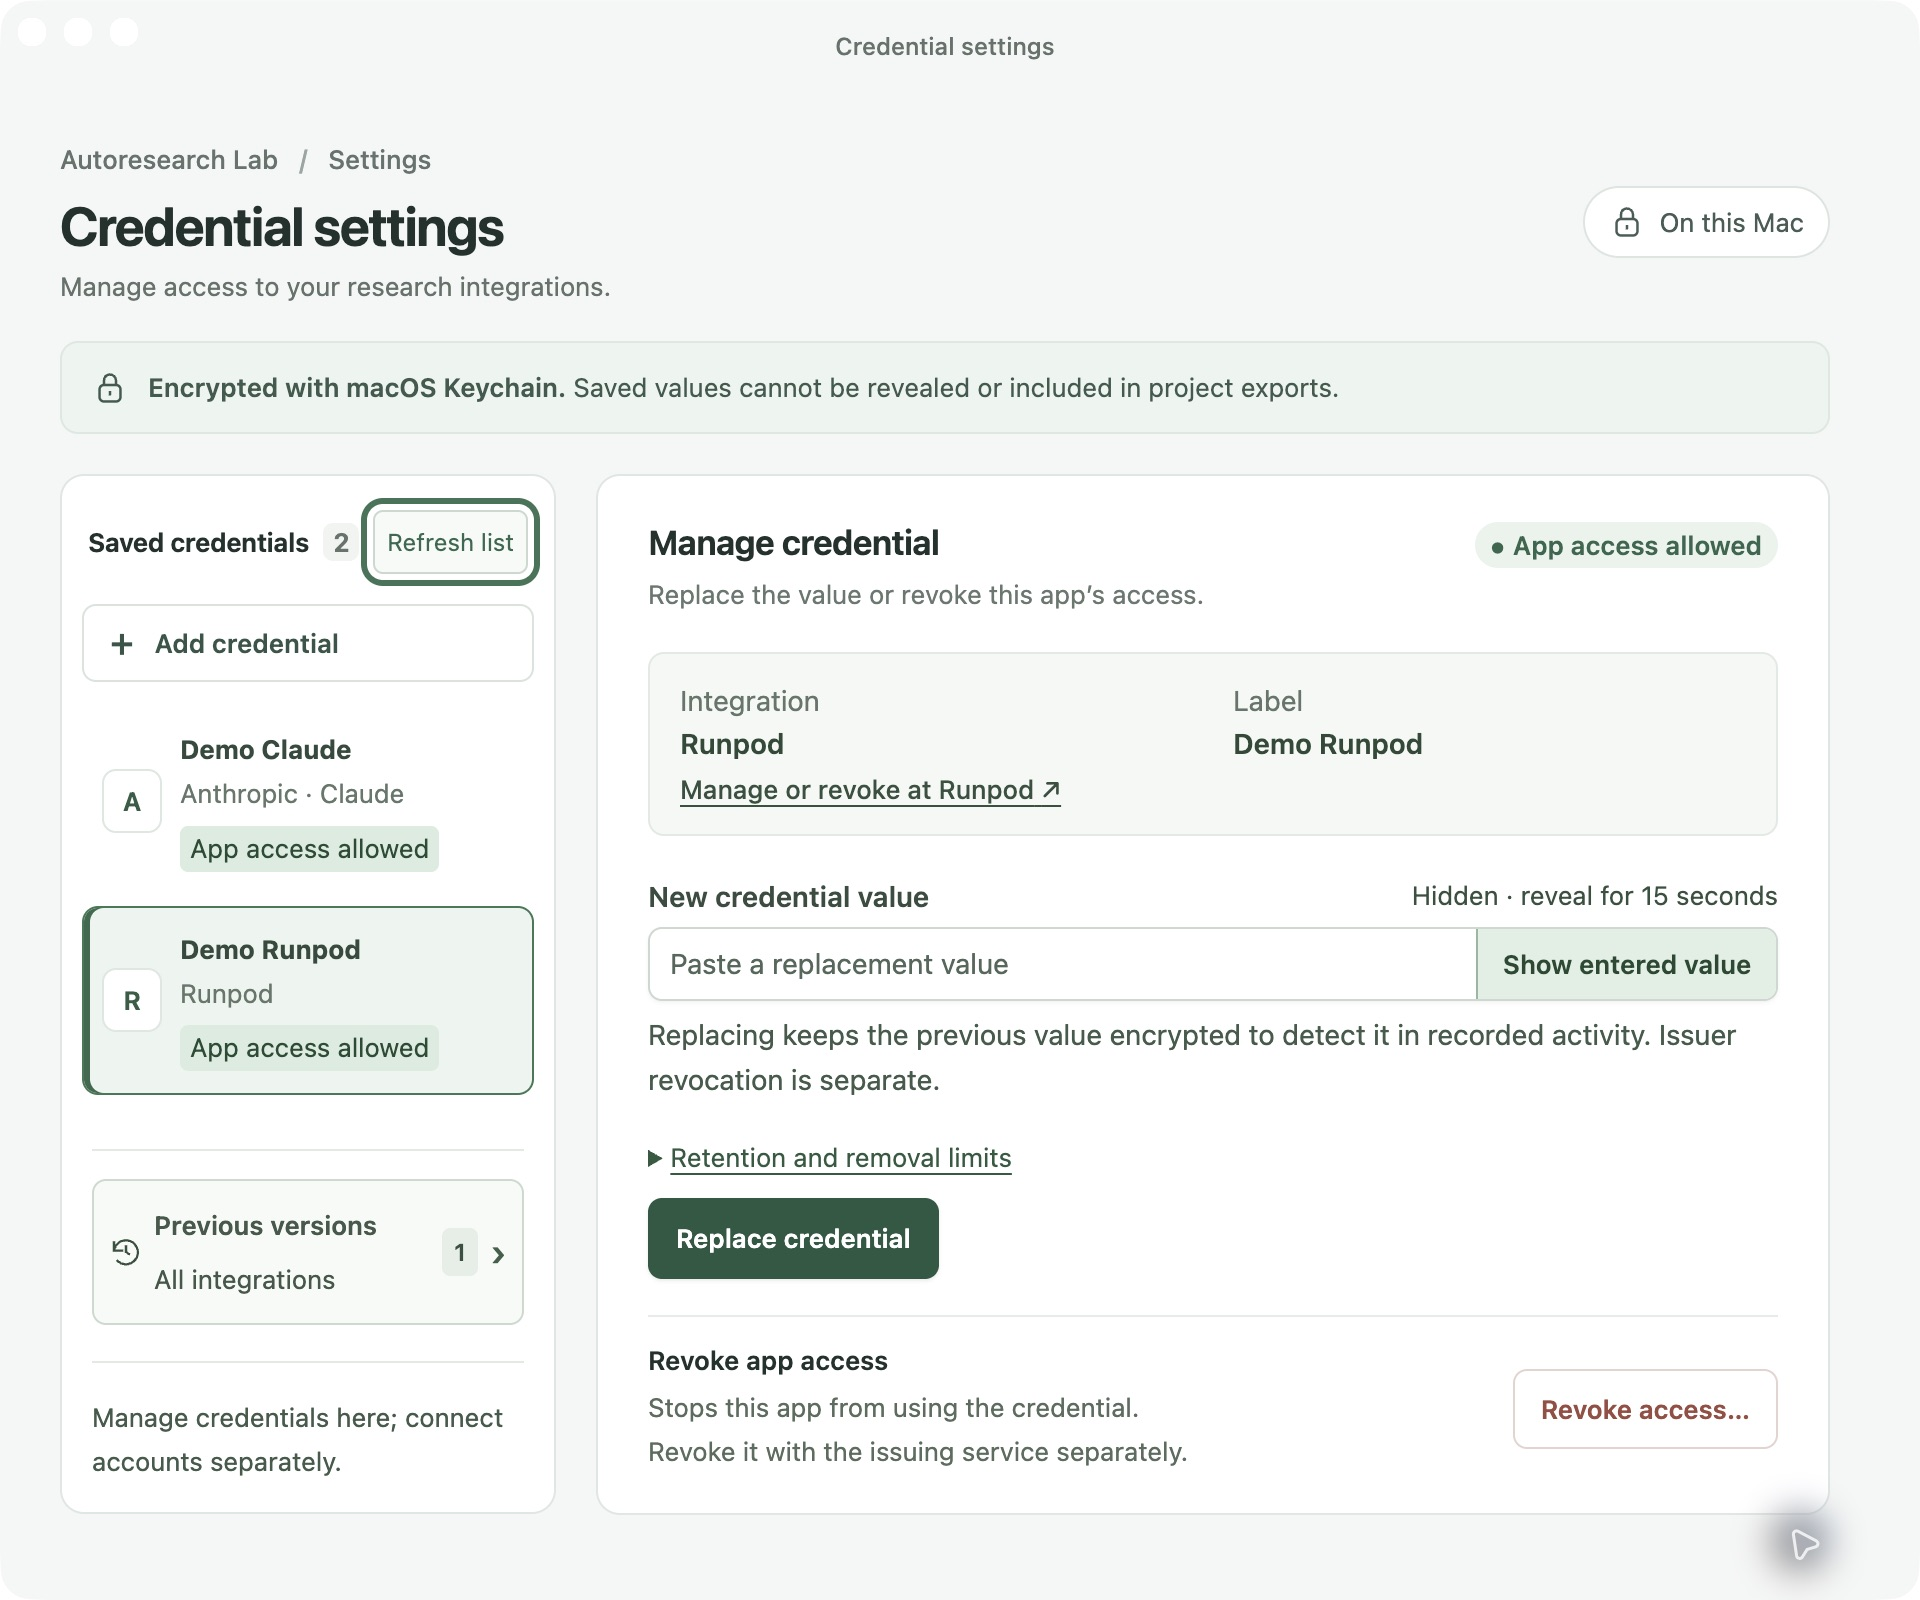 Credential settings
Autoresearch Lab / Settings
Credential settings
On this Mac
Manage access to your research integrations.
Encrypted with macOS Keychain. Saved values cannot be revealed or included in project exports.
Saved credentials 2 Refresh list
+ Add credential
A
Demo Claude
Anthropic · Claude
App access allowed
R
Demo Runpod
Runpod
App access allowed
Previous versions
All integrations
1
Manage credentials here; connect
accounts separately.
Manage credential
App access allowed
Replace the value or revoke this app’s access.
Integration
Runpod
Manage or revoke at Runpod ↗
Label
Demo Runpod
New credential value
Hidden · reveal for 15 seconds
Paste a replacement value
Show entered value
Replacing keeps the previous value encrypted to detect it in recorded activity. Issuer
revocation is separate.
Retention and removal limits
Replace credential
Revoke app access
Stops this app from using the credential.
Revoke it with the issuing service separately.
Revoke access...